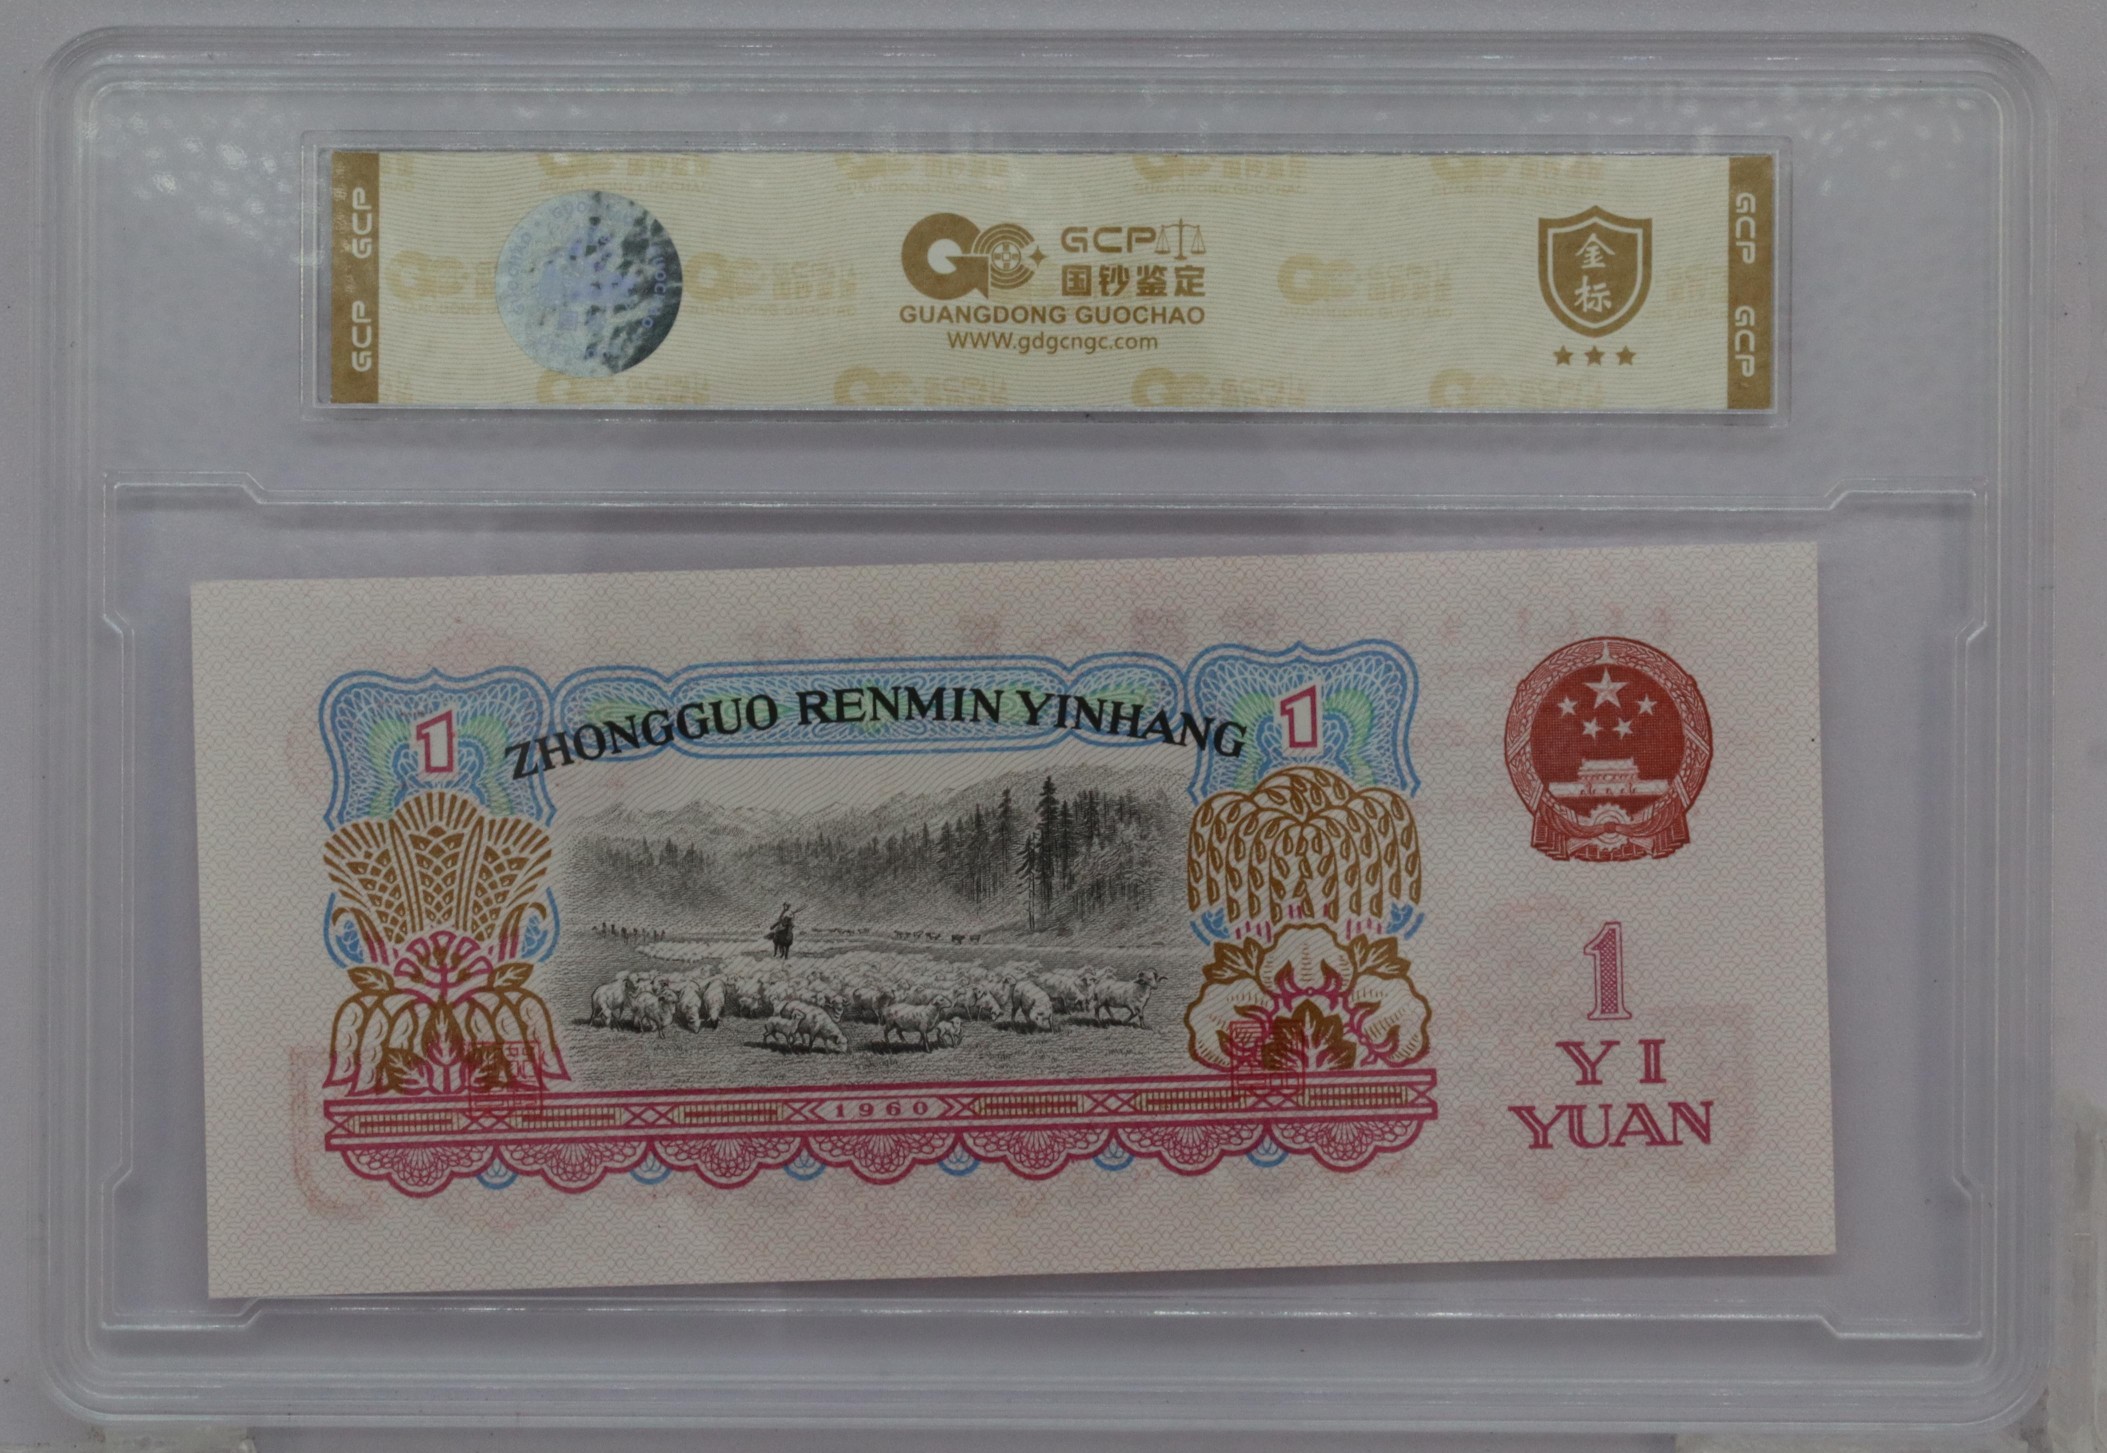 GCP GCP
GCP
国钞鉴定
GUANGDONG GUOCHAO
WWW.gdgcngc.com
金
标
GCP GCP
ZHONGGUO RENMIN YINHANG
1
1
1960
1
YI
YUAN